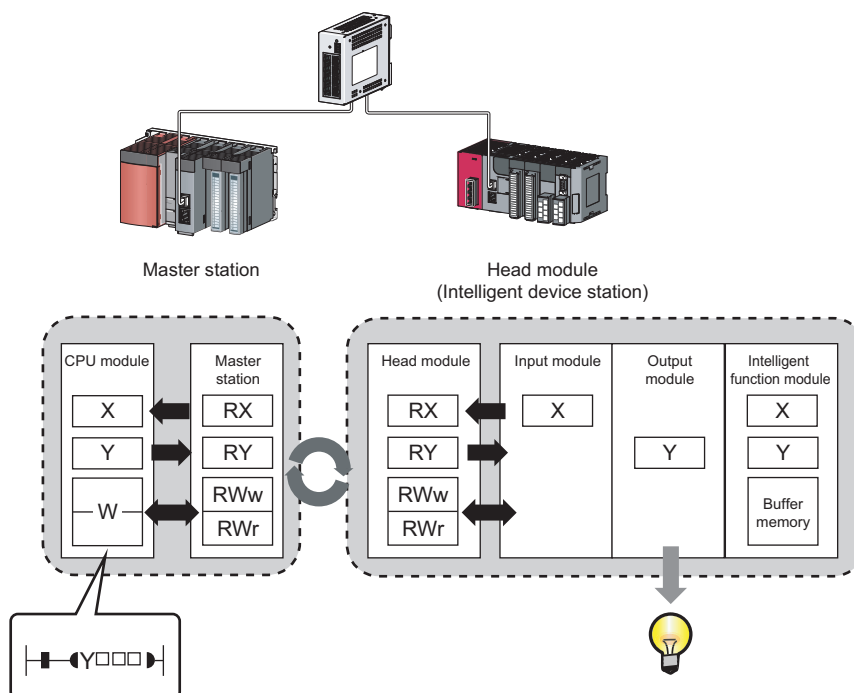 Master station
Head module
(Intelligent device station)
CPU module
Master
station
Head module
Input module
Output
module
Intelligent
function module
X
RX
RX
X
X
Y
RY
RY
Y
Y
W
RWw
RWr
RWw
RWr
Buffer
memory
Y□□□